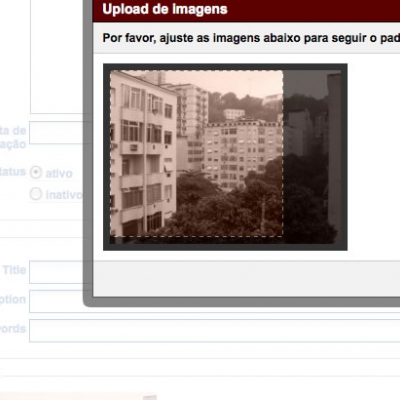 Upload de Imagens
Por favor, ajuste as imagens abaixo para seguir o pad
ta de
ação
tatus
ativo
inativo
Title
ption
ords